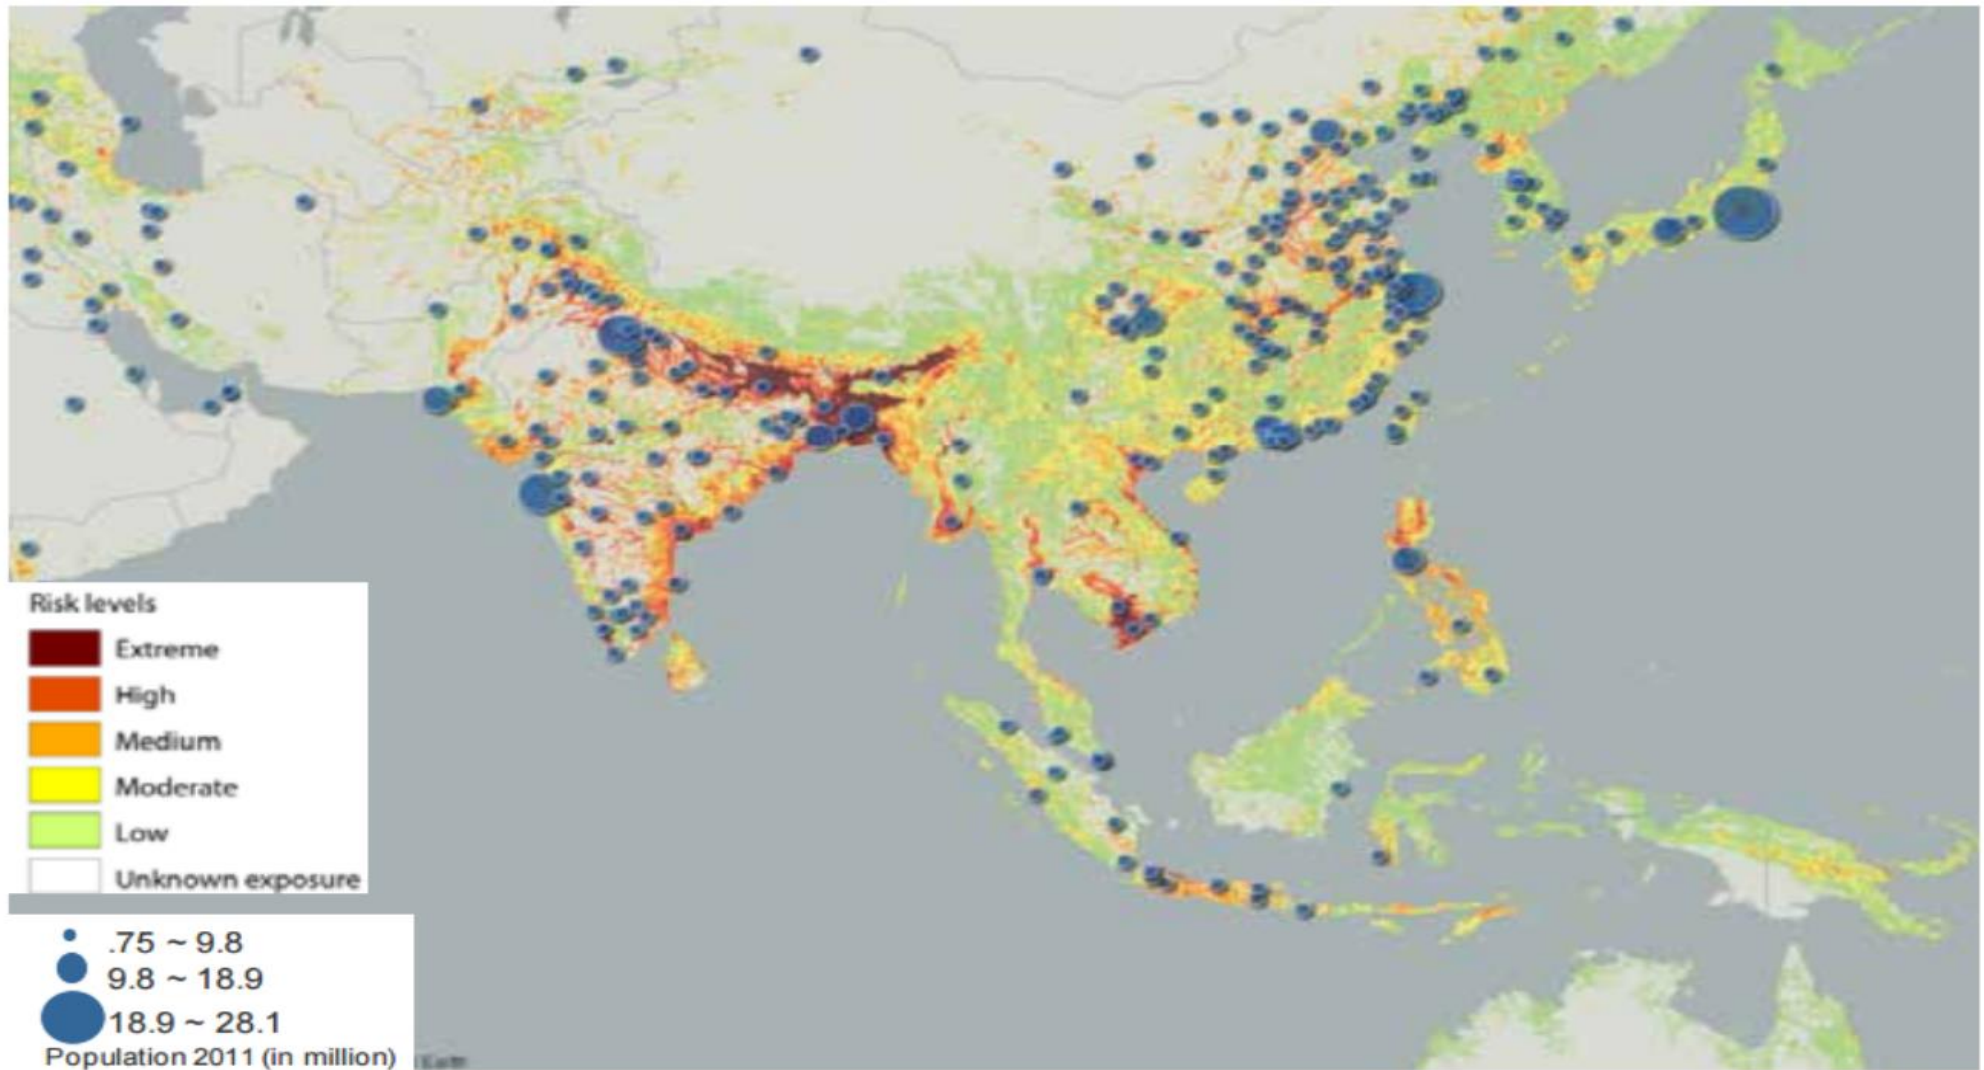 Risk levels
Extreme
High
Medium
Moderate
Low
Unknown exposure
.75 ~ 9.8
9.8 ~ 18.9
18.9 ~ 28.1
Population 2011 (in million)
Earth